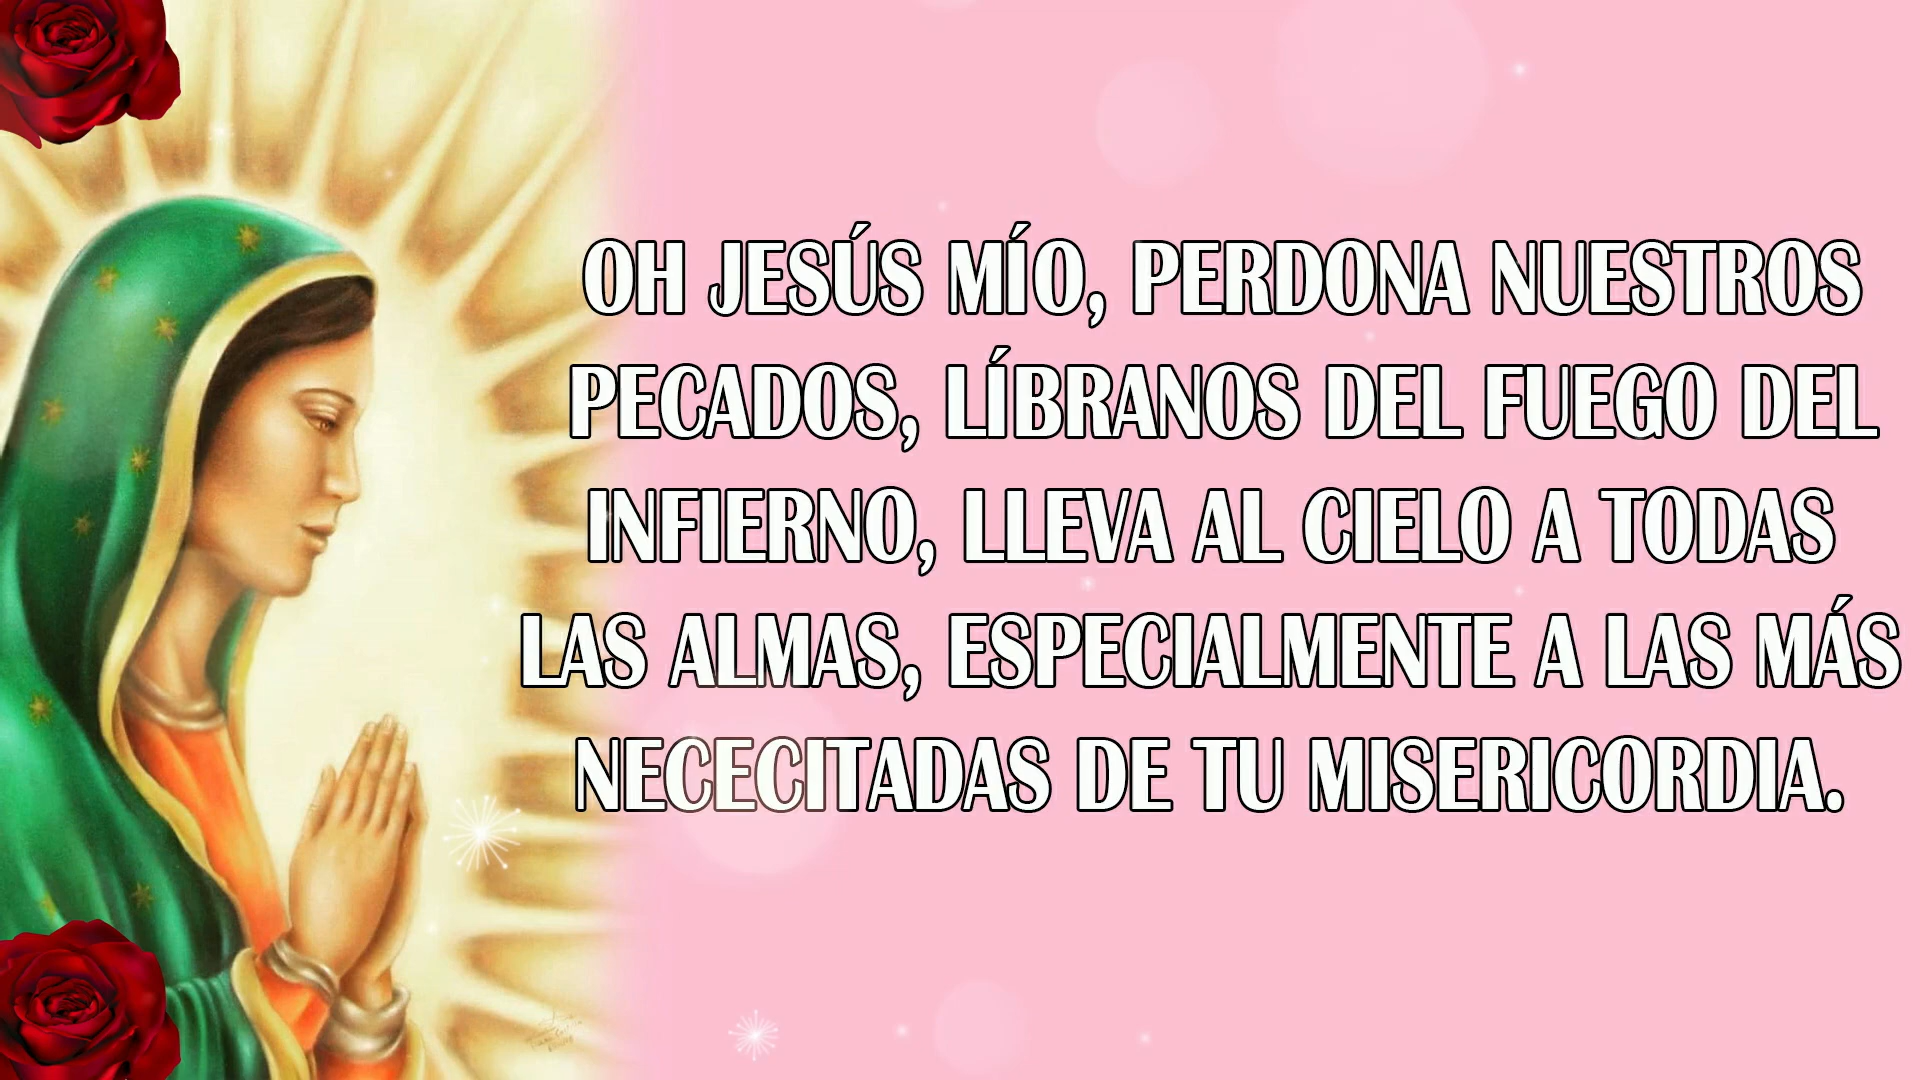 OH JESÚS MÍO, PERDONA NUESTROS
PECADOS, LÍBRANOS DEL FUEGO DEL
INFIERNO, LLEVA AL CIELO A TODAS
LAS ALMAS, ESPECIALMENTE A LAS MÁS
NECECITADAS DE TU MISERICORDIA.